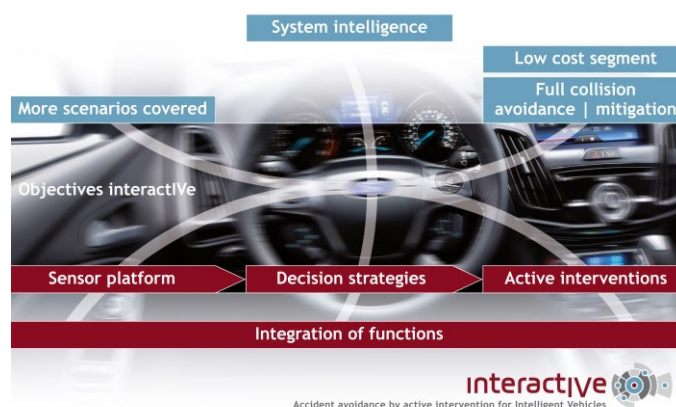 System intelligence
Low cost segment
Full collision
avoidance | mitigation
More scenarios covered
Objectives interactIVe
Sensor platform
Decision strategies
Active interventions
Integration of functions
interactIVe
Accident avoidance by active intervention for Intelligent Vehicles